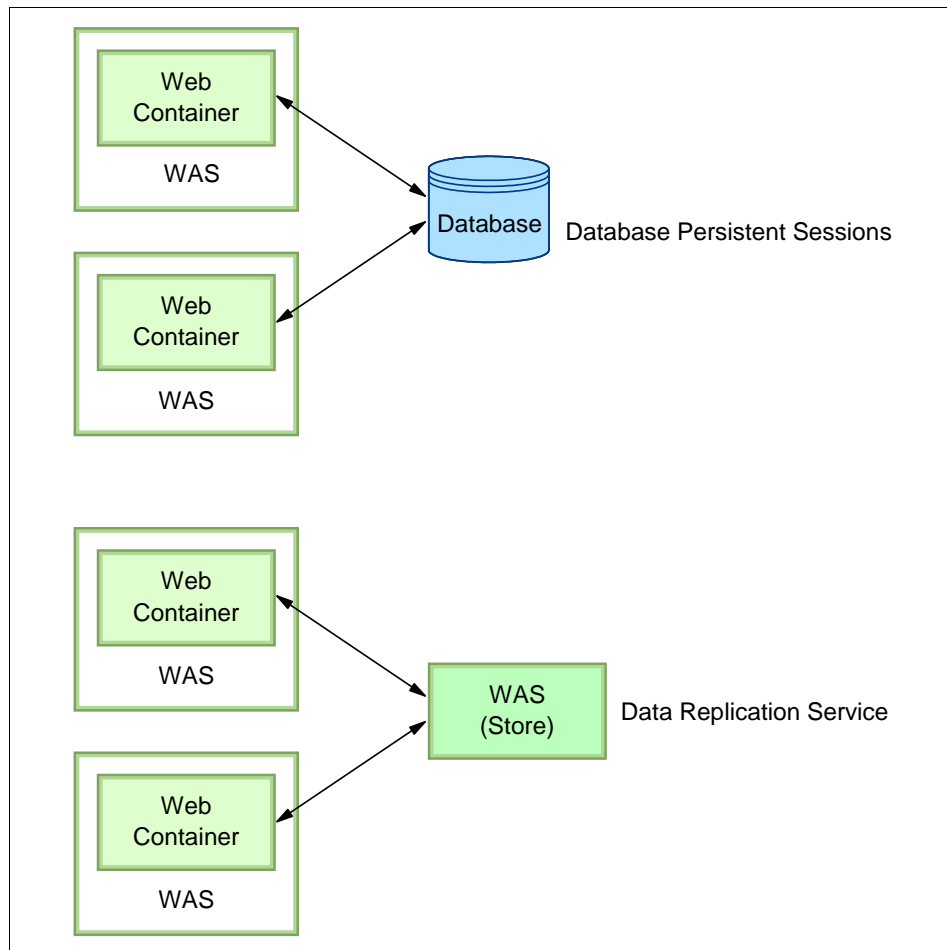 Web
Container
WAS
Database
Database Persistent Sessions
Web
Container
WAS
Web
Container
WAS
WAS
(Store)
Data Replication Service
Web
Container
WAS